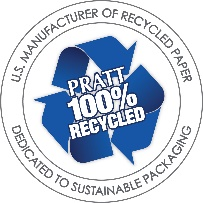 U.S. MANUFACTURER OF RECYCLED PAPER
PRATT
100%
RECYCLED
DEDICATED TO SUSTAINABLE PACKAGING